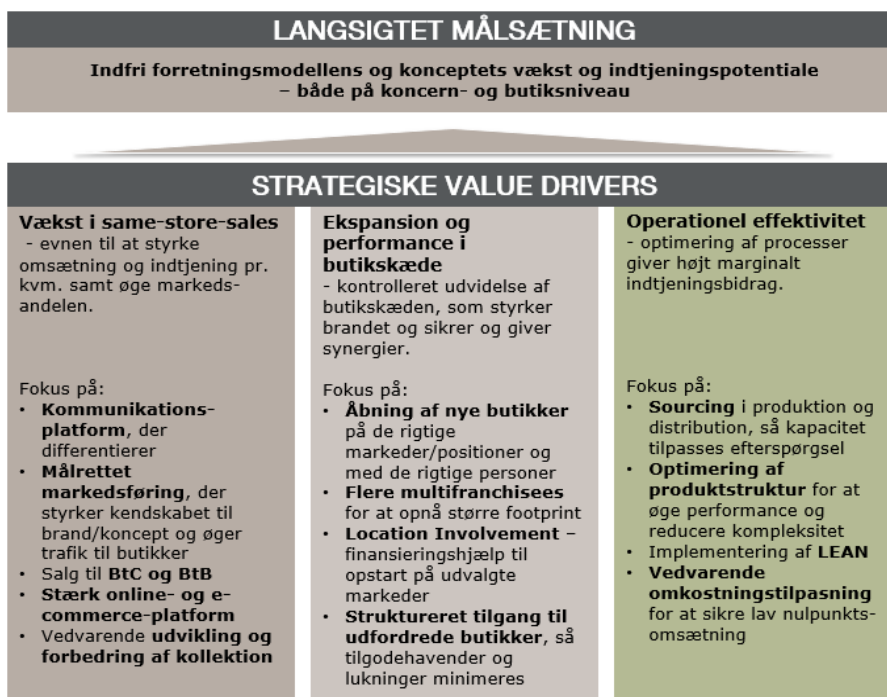 LANGSIGTET MÅLSÆTNING
Indfri forretningsmodellens og konceptets vækst og indtjeningspotentiale
– både på koncern- og butiksniveau
STRATEGISKE VALUE DRIVERS
Vækst i same-store-sales
- evnen til at styrke
omsætning og indtjening pr.
kvm. samt øge markeds-
andelen.
Fokus på:
• Kommunikations-
platform, der
differentierer
• Målrettet
markedsføring, der
styrker kendskabet til
brand/koncept og øger
trafik til butikker
• Salg til BtC og BtB
• Stærk online- og e-
commerce-platform
• Vedvarende udvikling og
forbedring af kollektion
Ekspansion og
performance i
butikskæde
- kontrolleret udvidelse af
butikskæden, som styrker
brandet og sikrer og giver
synergier.
Fokus på:
• Åbning af nye butikker
på de rigtige
markeder/positioner og
med de rigtige personer
• Flere multifranchisees
for at opnå større footprint
• Location Involvement –
finansieringshjælp til
opstart på udvalgte
markeder
• Struktureret tilgang til
udfordrede butikker, så
tilgodehavender og
lukninger minimeres
Operationel effektivitet
- optimering af processer
giver højt marginalt
indtjeningsbidrag.
Fokus på:
• Sourcing i produktion og
distribution, så kapacitet
tilpasses efterspørgsel
• Optimering af
produktstruktur for at
øge performance og
reducere kompleksitet
• Implementering af LEAN
• Vedvarende
omkostningstilpasning
for at sikre lav nulpunkts-
omsætning